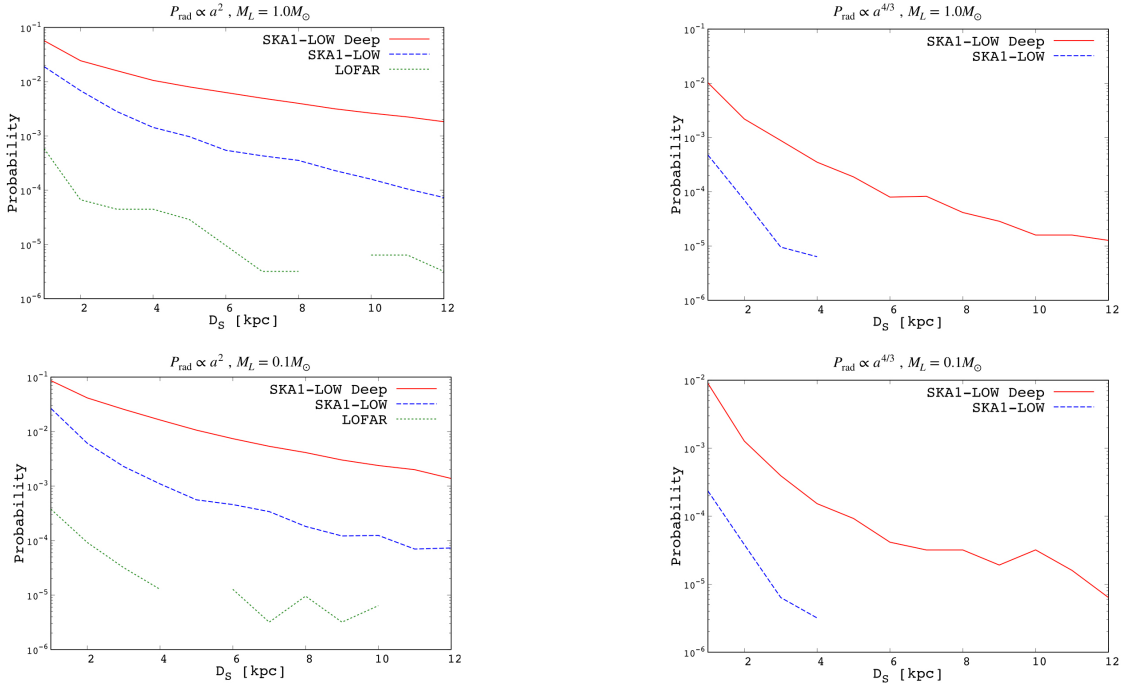 P_rad ∝ a^2 , M_L = 1.0M_⊙
SKA1-LOW Deep
SKA1-LOW
LOFAR
Probability
10^-1
10^-2
10^-3
10^-4
10^-5
10^-6
2 4 6 8 10 12
D_S [kpc]
P_rad ∝ a^4/3 , M_L = 1.0M_⊙
SKA1-LOW Deep
SKA1-LOW
Probability
10^-1
10^-2
10^-3
10^-4
10^-5
10^-6
2 4 6 8 10 12
D_S [kpc]
P_rad ∝ a^2 , M_L = 0.1M_⊙
SKA1-LOW Deep
SKA1-LOW
LOFAR
Probability
10^-1
10^-2
10^-3
10^-4
10^-5
10^-6
2 4 6 8 10 12
D_S [kpc]
P_rad ∝ a^4/3 , M_L = 0.1M_⊙
SKA1-LOW Deep
SKA1-LOW
Probability
10^-2
10^-3
10^-4
10^-5
10^-6
2 4 6 8 10 12
D_S [kpc]